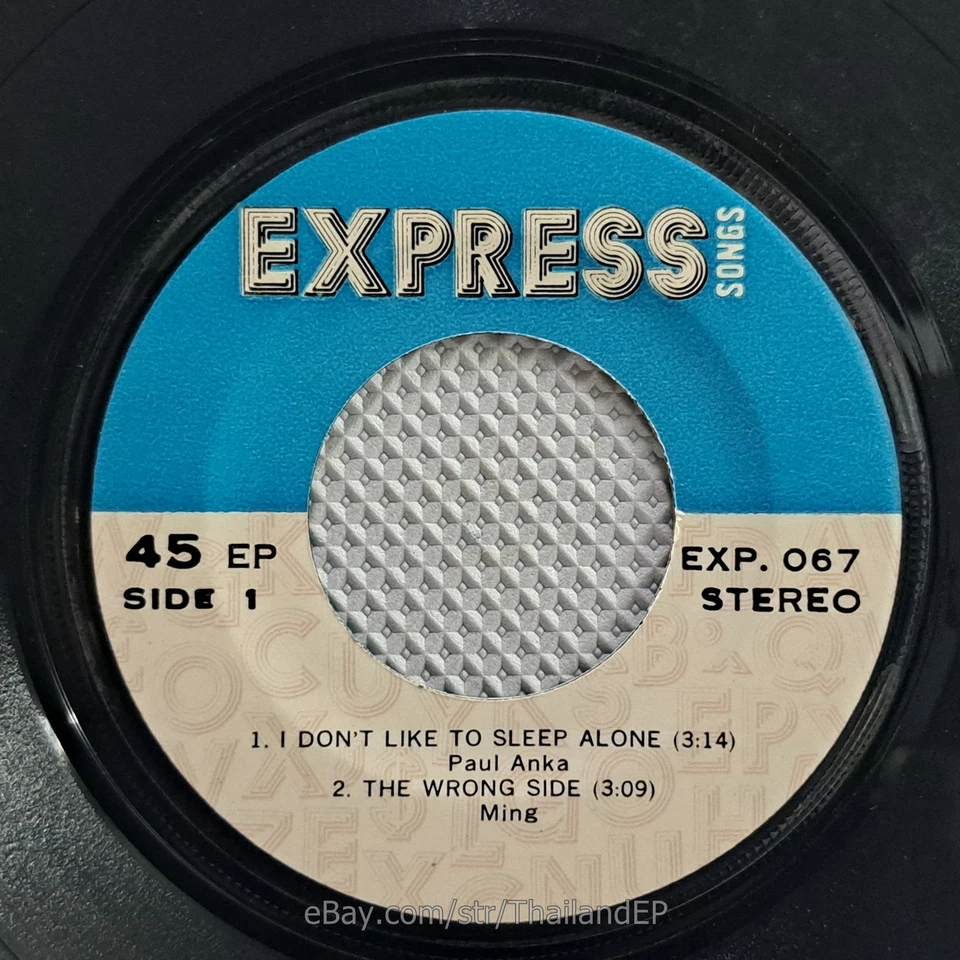 EXPRESS SONGS
45 EP
SIDE 1
EXP. 067
STEREO
1. I DON'T LIKE TO SLEEP ALONE (3:14)
Paul Anka
2. THE WRONG SIDE (3:09)
Ming
eBay.com/str/ThailandEP